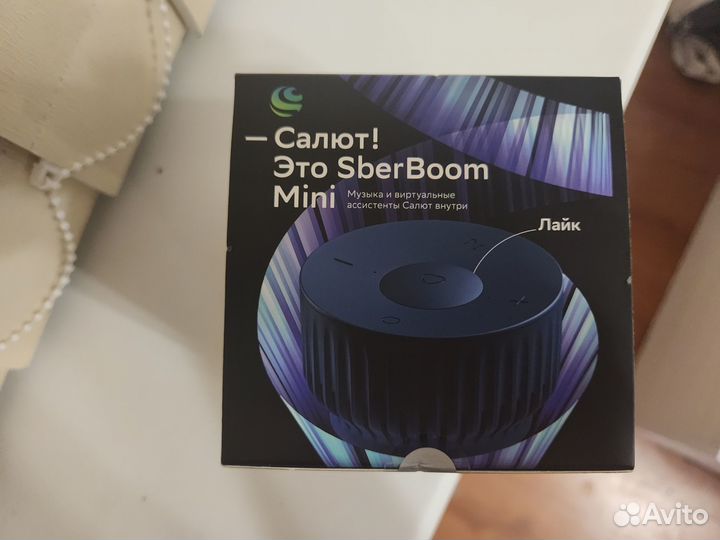 — Салют!
Это SberBoom
Mini
Музыка и виртуальные
ассистенты Салют внутри
Лайк
Avito